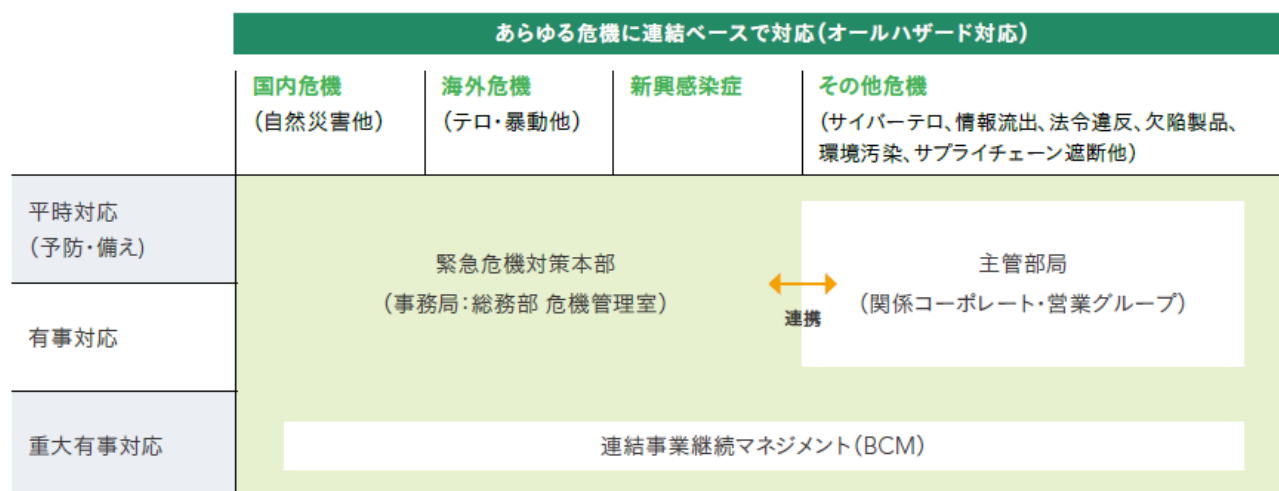 あらゆる危機に連結ベースで対応(オールハザード対応)
国内危機
(自然災害他)
海外危機
(テロ・暴動他)
新興感染症
その他危機
(サイバーテロ、情報流出、法令違反、欠陥製品、
環境汚染、サプライチェーン遮断他)
平時対応
(予防・備え)
有事対応
重大有事対応
緊急危機対策本部
(事務局:総務部 危機管理室)
連携
主管部局
(関係コーポレート・営業グループ)
連結事業継続マネジメント(BCM)